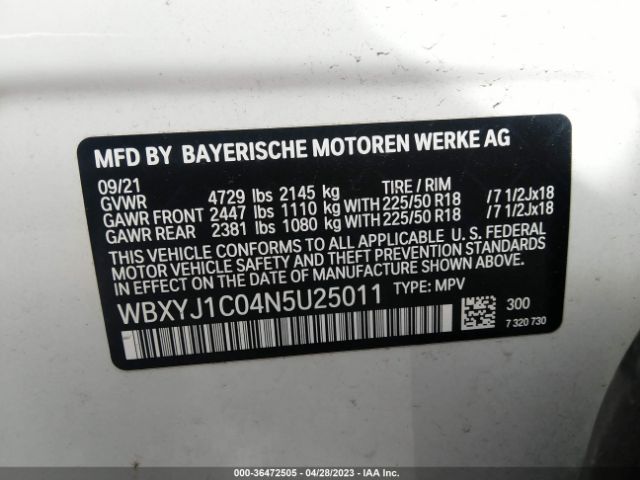 MFD BY BAYERISCHE MOTOREN WERKE AG
09/21 TIRE / RIM
GVWR 4729 lbs 2145 kg
GAWR FRONT 2447 lbs 1110 kg WITH 225/50 R18 /7 1/2Jx18
GAWR REAR 2381 lbs 1080 kg WITH 225/50 R18 /7 1/2Jx18
THIS VEHICLE CONFORMS TO ALL APPLICABLE U. S. FEDERAL
MOTOR VEHICLE SAFETY AND THEFT PREVENTION STANDARDS
IN EFFECT ON THE DATE OF MANUFACTURE SHOWN ABOVE.
WBXYJ1C04N5U25011 TYPE: MPV
300
7 320 730
000-36472505 - 04/28/2023 - IAA Inc.